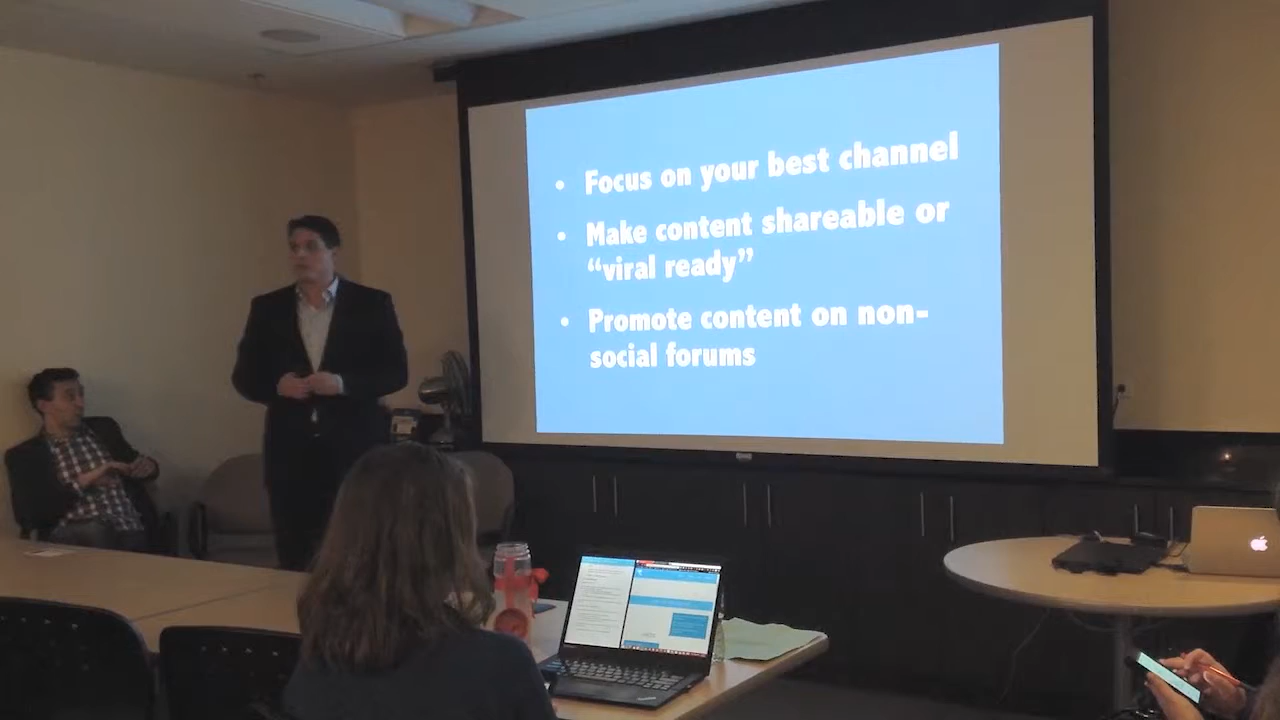 • Focus on your best channel
• Make content shareable or
“viral ready”
• Promote content on non-
social forums